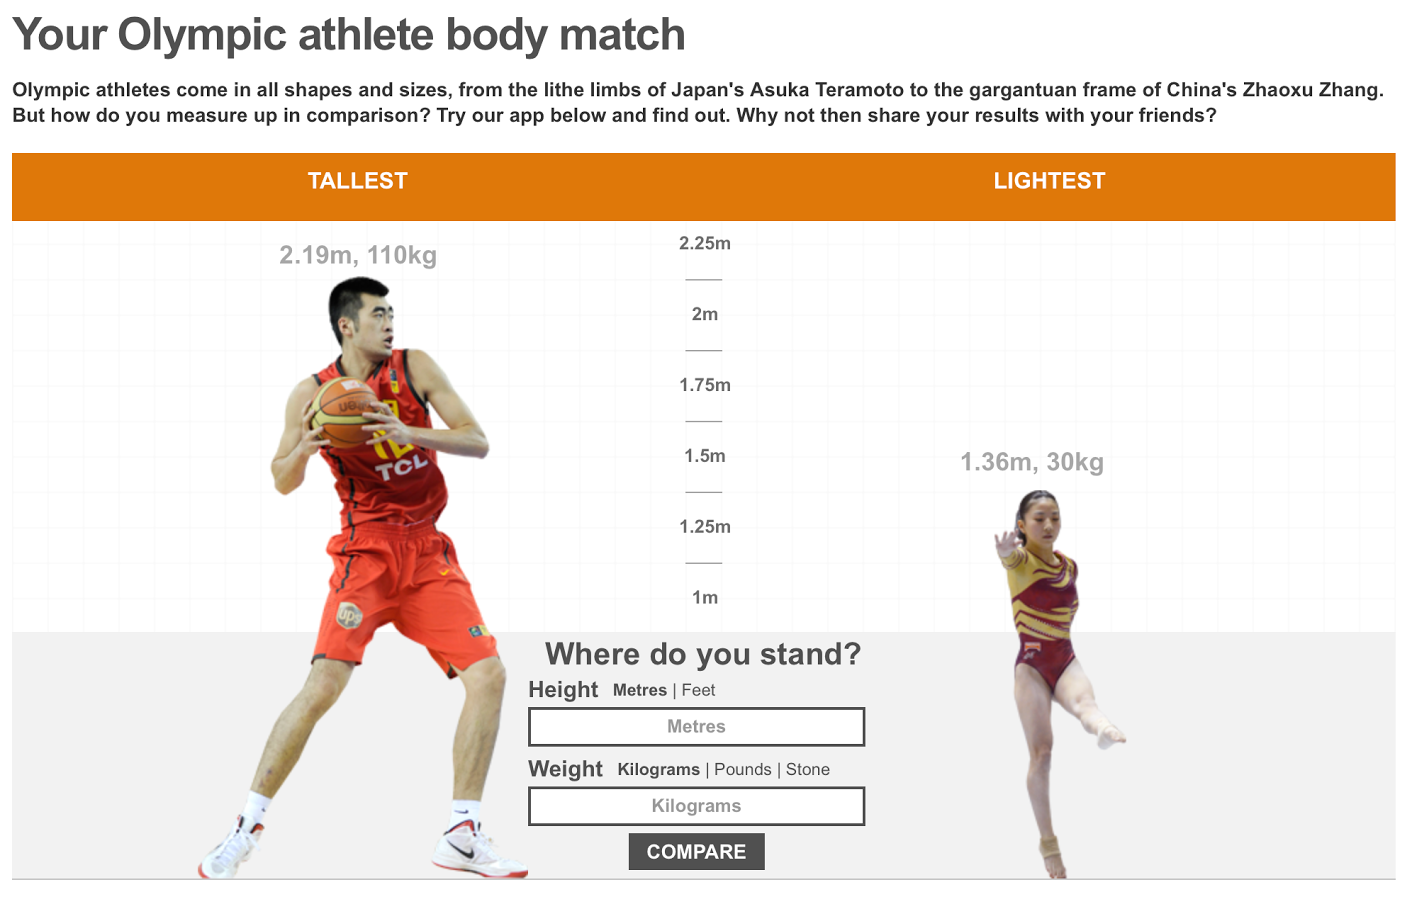 Your Olympic athlete body match
Olympic athletes come in all shapes and sizes, from the lithe limbs of Japan's Asuka Teramoto to the gargantuan frame of China's Zhaoxu Zhang.
But how do you measure up in comparison? Try our app below and find out. Why not then share your results with your friends?
TALLEST
LIGHTEST
2.19m, 110kg
2.25m
2m
1.75m
1.5m
1.25m
1m
TCL
ups
1.36m, 30kg
Where do you stand?
Height Metres | Feet
Metres
Weight Kilograms | Pounds | Stone
Kilograms
COMPARE